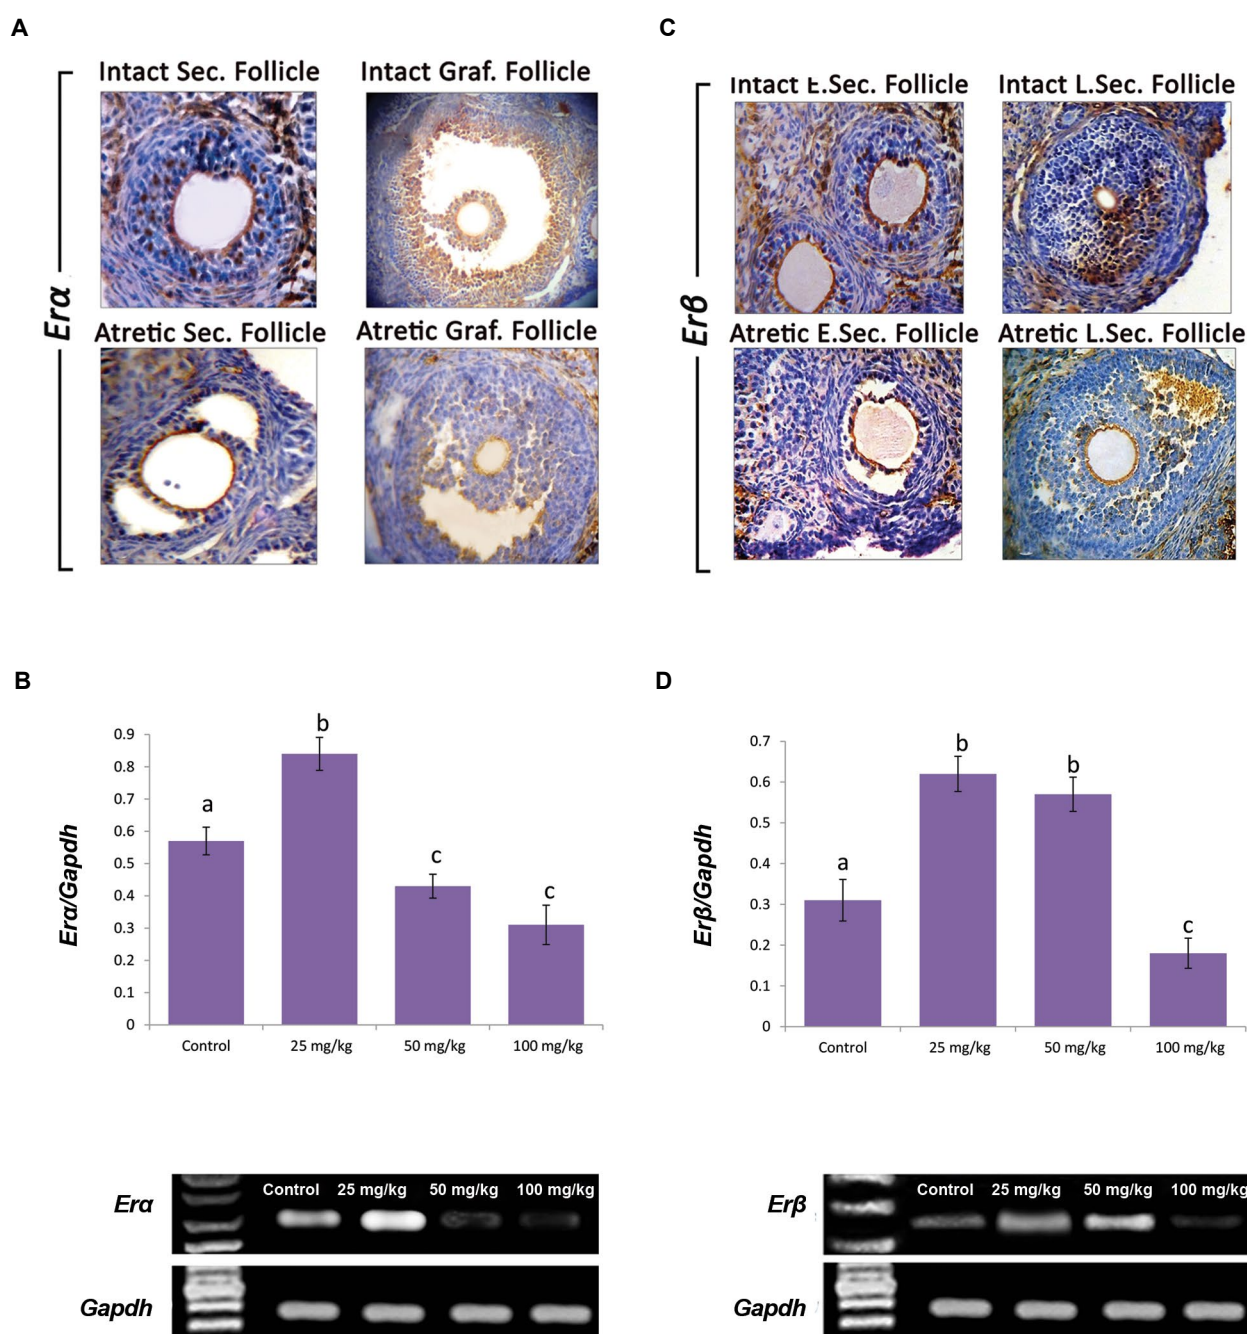 A
Intact Sec. Follicle
Intact Graf. Follicle
Erα
Atretic Sec. Follicle
Atretic Graf. Follicle
C
Intact E.Sec. Follicle
Intact L.Sec. Follicle
Erβ
Atretic E.Sec. Follicle
Atretic L.Sec. Follicle
B
Erα/Gapdh
0.9
0.8
0.7
0.6
0.5
0.4
0.3
0.2
0.1
0
a
b
c
c
Control
25 mg/kg
50 mg/kg
100 mg/kg
Erα
Control
25 mg/kg
50 mg/kg
100 mg/kg
Gapdh
D
Erβ/Gapdh
0.7
0.6
0.5
0.4
0.3
0.2
0.1
0
a
b
b
c
Control
25 mg/kg
50 mg/kg
100 mg/kg
Erβ
Control
25 mg/kg
50 mg/kg
100 mg/kg
Gapdh